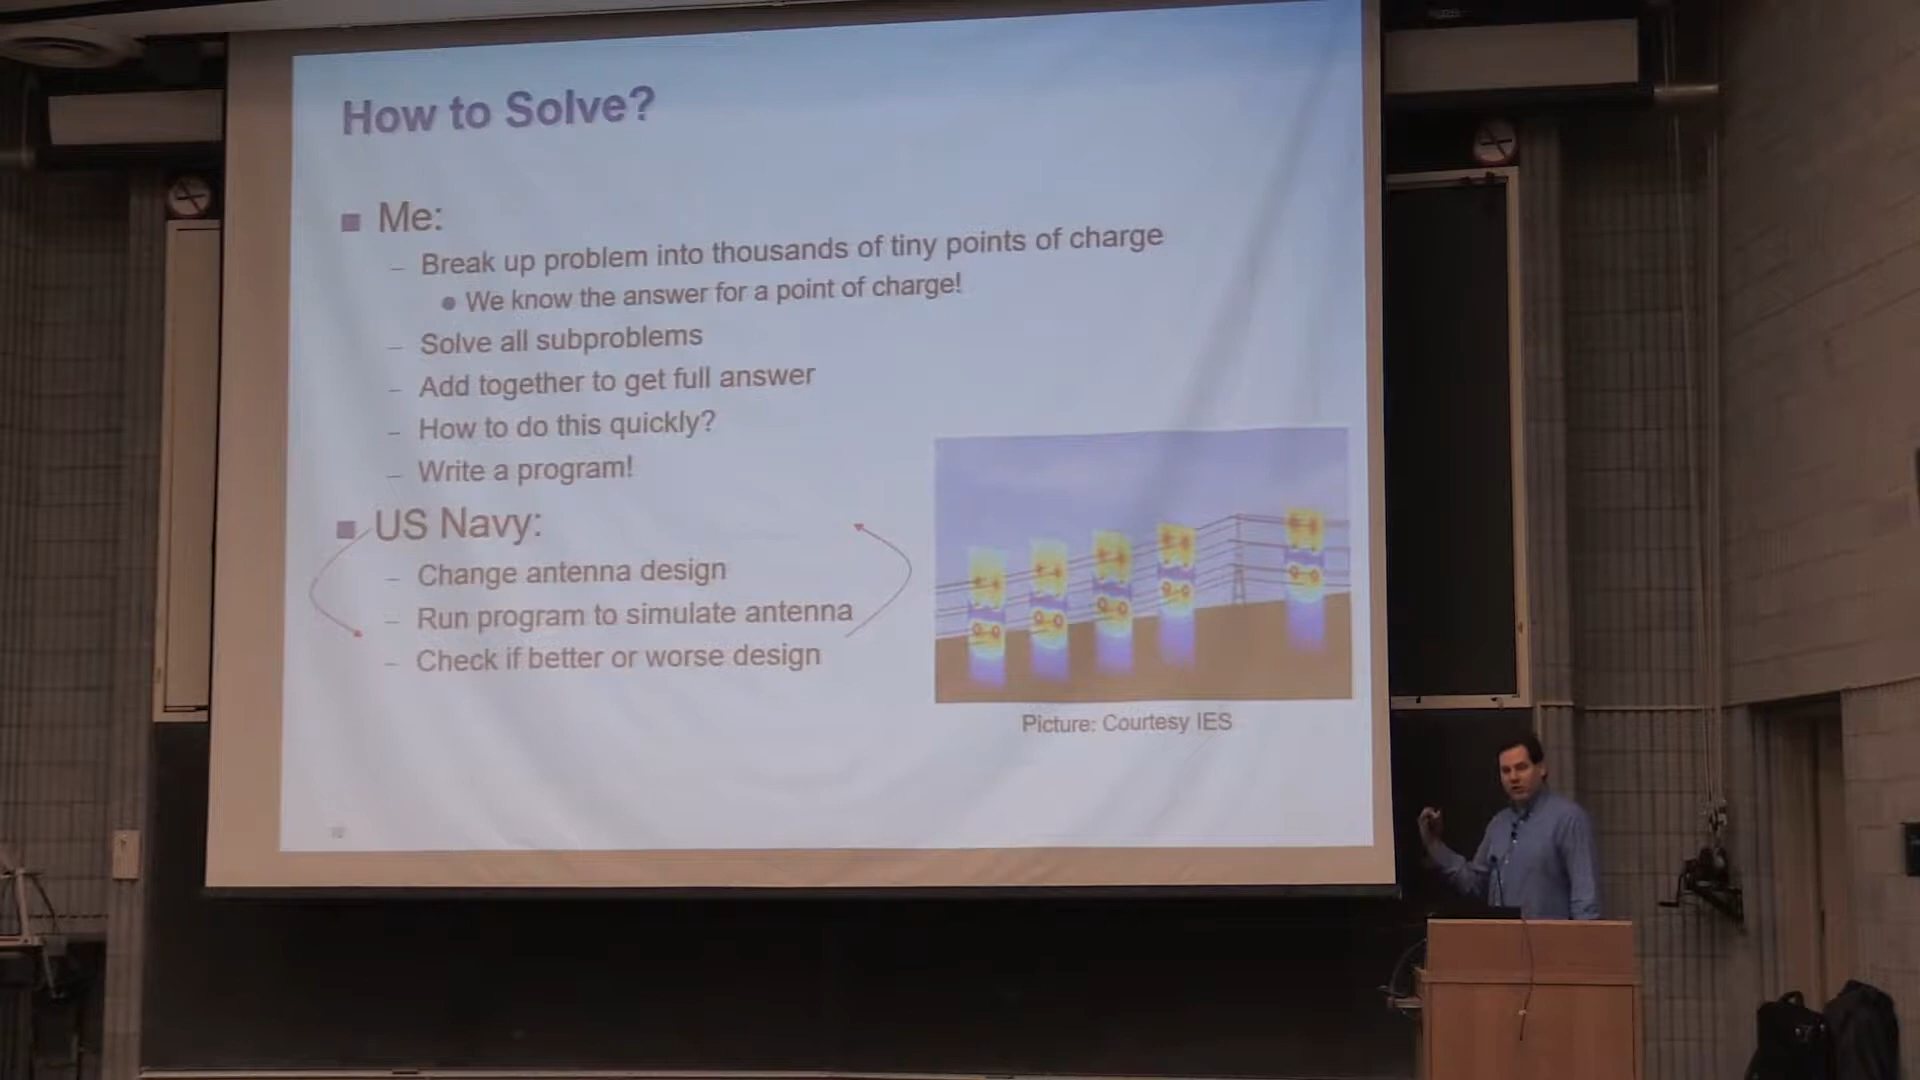 How to Solve?
Me:
– Break up problem into thousands of tiny points of charge
We know the answer for a point of charge!
– Solve all subproblems
– Add together to get full answer
– How to do this quickly?
– Write a program!
US Navy:
– Change antenna design
– Run program to simulate antenna
– Check if better or worse design
Picture: Courtesy IES